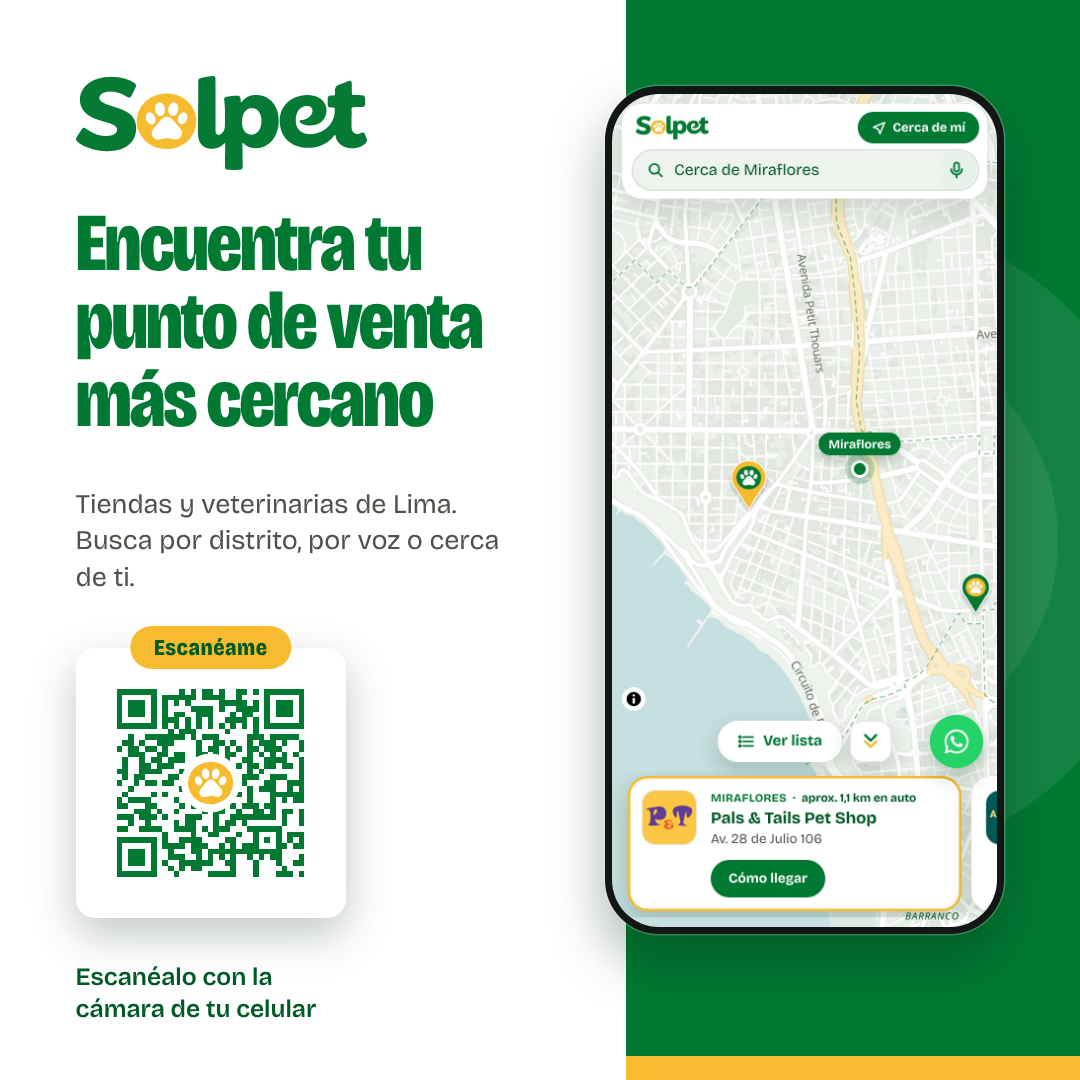 Solpet
Encuentra tu
punto de venta
más cercano
Tiendas y veterinarias de Lima.
Busca por distrito, por voz o cerca
de ti.
Escanéame
Escanéalo con la
cámara de tu celular
Solpet
Cerca de mí
Cerca de Miraflores
Avenida Petit Thouars
Ave
Miraflores
Circuito de
Ver lista
P&T
MIRAFLORES · aprox. 1,1 km en auto
Pals & Tails Pet Shop
Av. 28 de Julio 106
Cómo llegar
A
BARRANCO